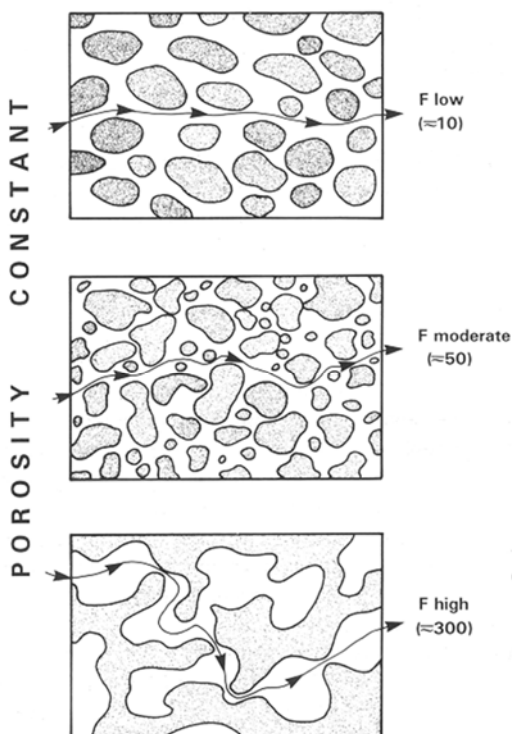 POROSITY CONSTANT
F low
(≈10)
F moderate
(≈50)
F high
(≈300)